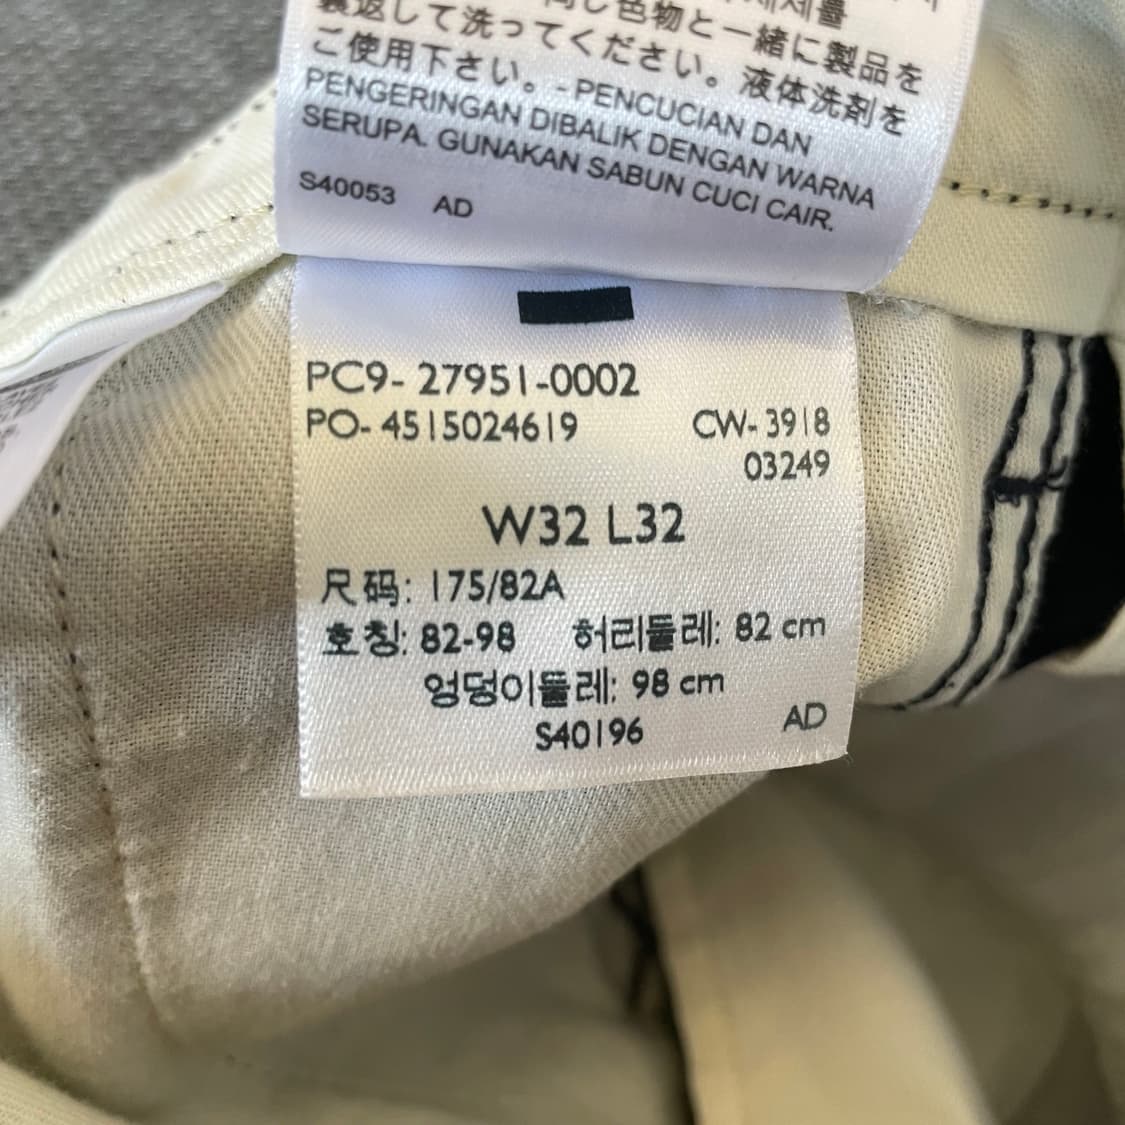 同じ色物と一緒に製品を
裏返して洗ってください。液体洗剤を
ご使用下さい。-PENCUCIAN DAN
PENGERINGAN DIBALIK DENGAN WARNA
SERUPA. GUNAKAN SABUN CUCI CAIR.
S40053 AD
PC9- 27951-0002
PO- 4515024619 CW- 3918
03249
W32 L32
尺码: 175/82A
호칭: 82-98 허리둘레: 82 cm
엉덩이둘레: 98 cm
S40196 AD